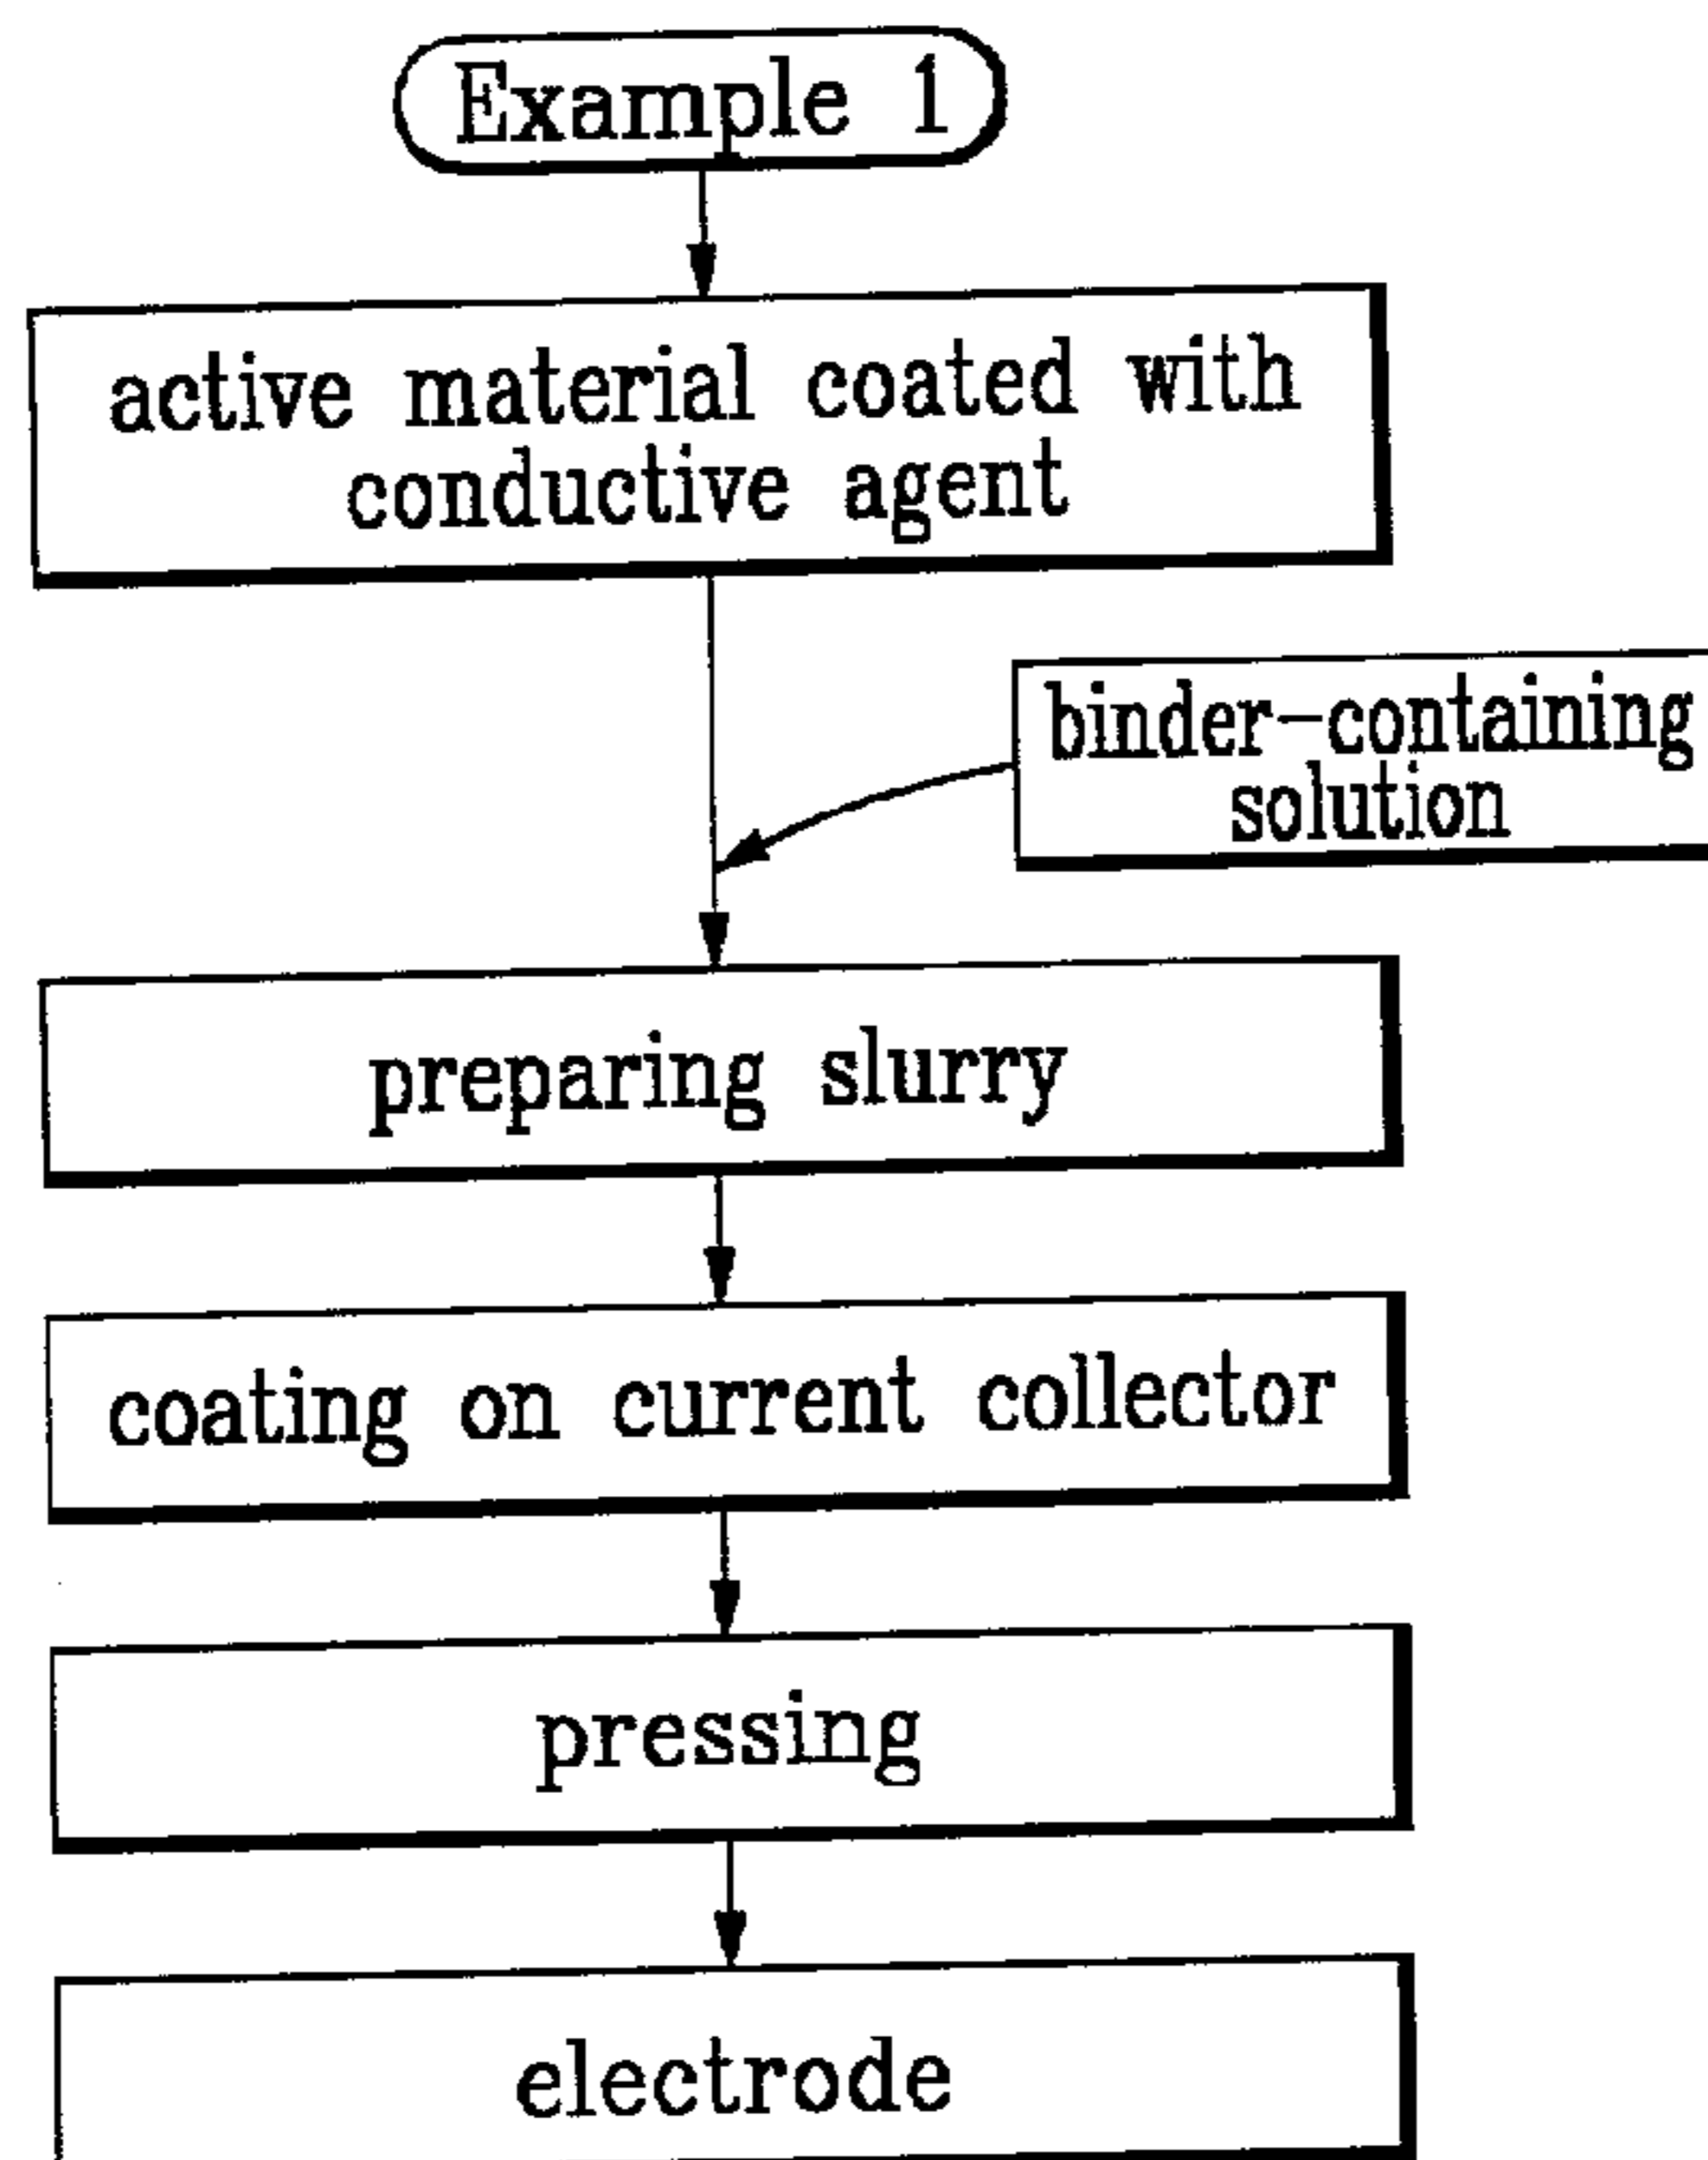 Example 1
active material coated with
conductive agent
binder-containing
solution
preparing slurry
coating on current collector
pressing
electrode